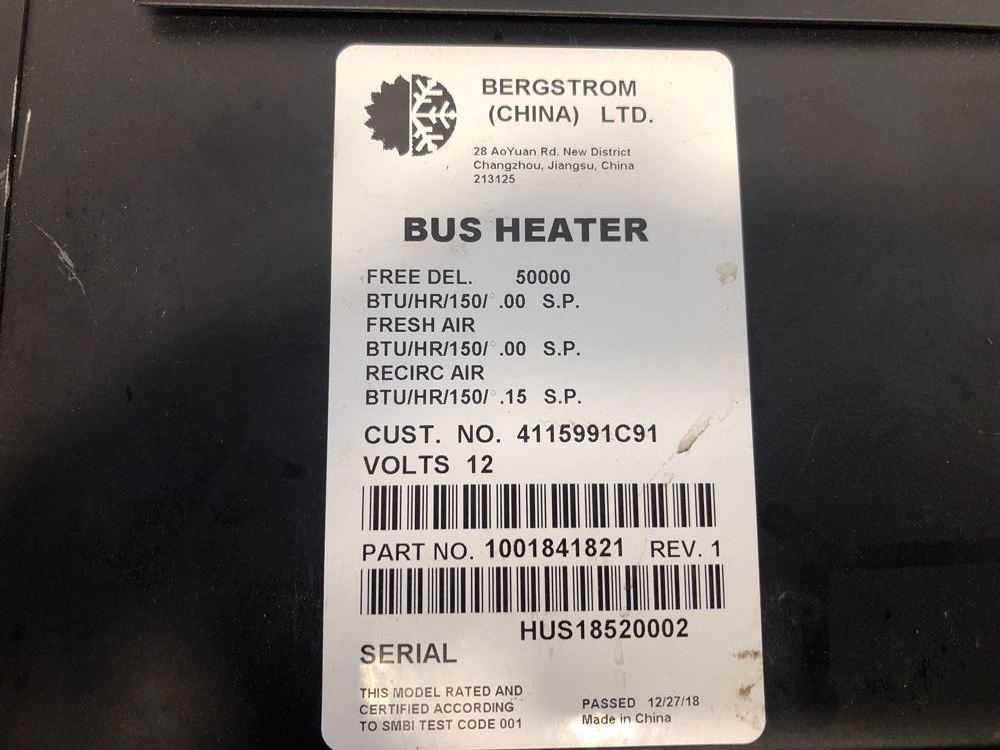 BERGSTROM
(CHINA) LTD.
28 AoYuan Rd. New District
Changzhou, Jiangsu, China
213125
BUS HEATER
FREE DEL. 50000
BTU/HR/150/° .00 S.P.
FRESH AIR
BTU/HR/150/° .00 S.P.
RECIRC AIR
BTU/HR/150/° .15 S.P.
CUST. NO. 4115991C91
VOLTS 12
PART NO. 1001841821 REV. 1
HUS18520002
SERIAL
THIS MODEL RATED AND
CERTIFIED ACCORDING
TO SMBI TEST CODE 001
PASSED 12/27/18
Made in China